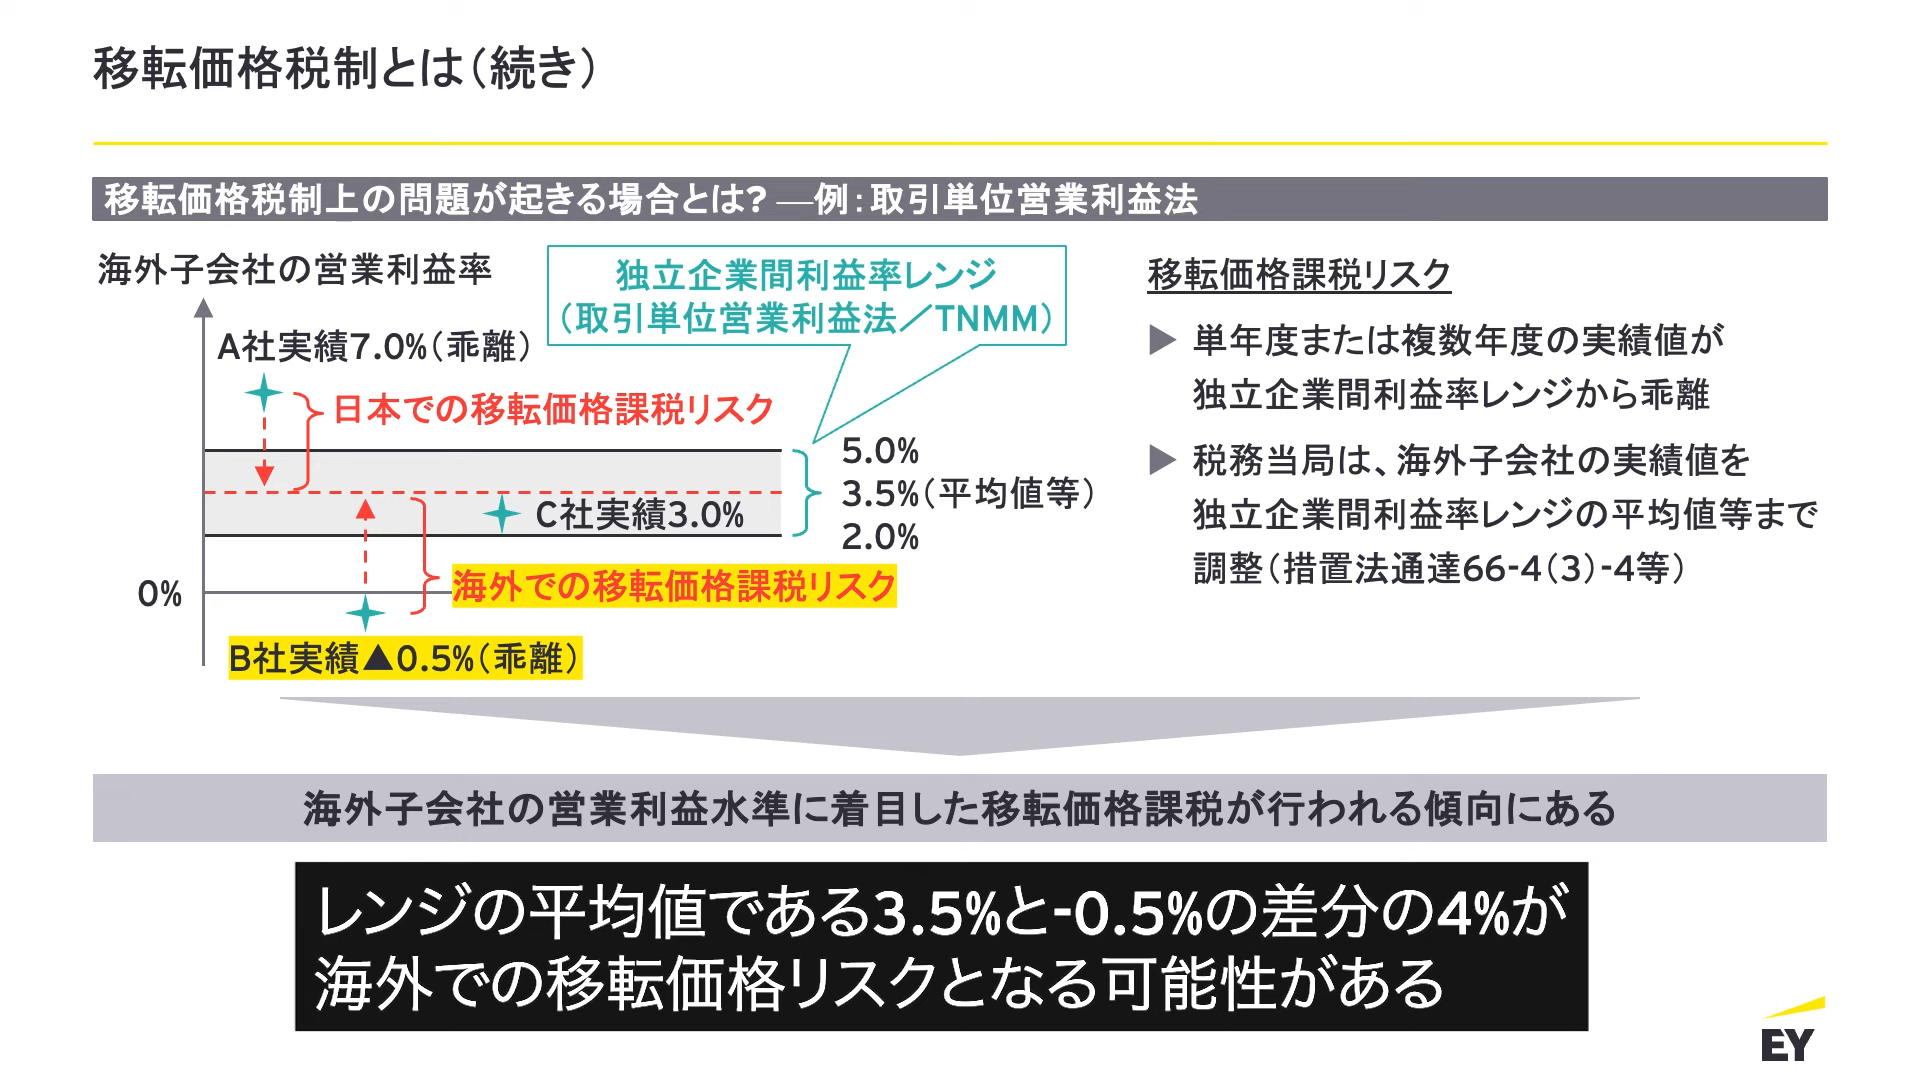 移転価格税制とは（続き）
移転価格税制上の問題が起きる場合とは? ―例：取引単位営業利益法
海外子会社の営業利益率
独立企業間利益率レンジ
（取引単位営業利益法／TNMM）
A社実績7.0%（乖離）
日本での移転価格課税リスク
5.0%
3.5%（平均値等）
2.0%
C社実績3.0%
0%
海外での移転価格課税リスク
B社実績▲0.5%（乖離）
移転価格課税リスク
▶ 単年度または複数年度の実績値が
独立企業間利益率レンジから乖離
▶ 税務当局は、海外子会社の実績値を
独立企業間利益率レンジの平均値等まで
調整（措置法通達66-4（3）-4等）
海外子会社の営業利益水準に着目した移転価格課税が行われる傾向にある
レンジの平均値である3.5%と-0.5%の差分の4%が
海外での移転価格リスクとなる可能性がある
EY